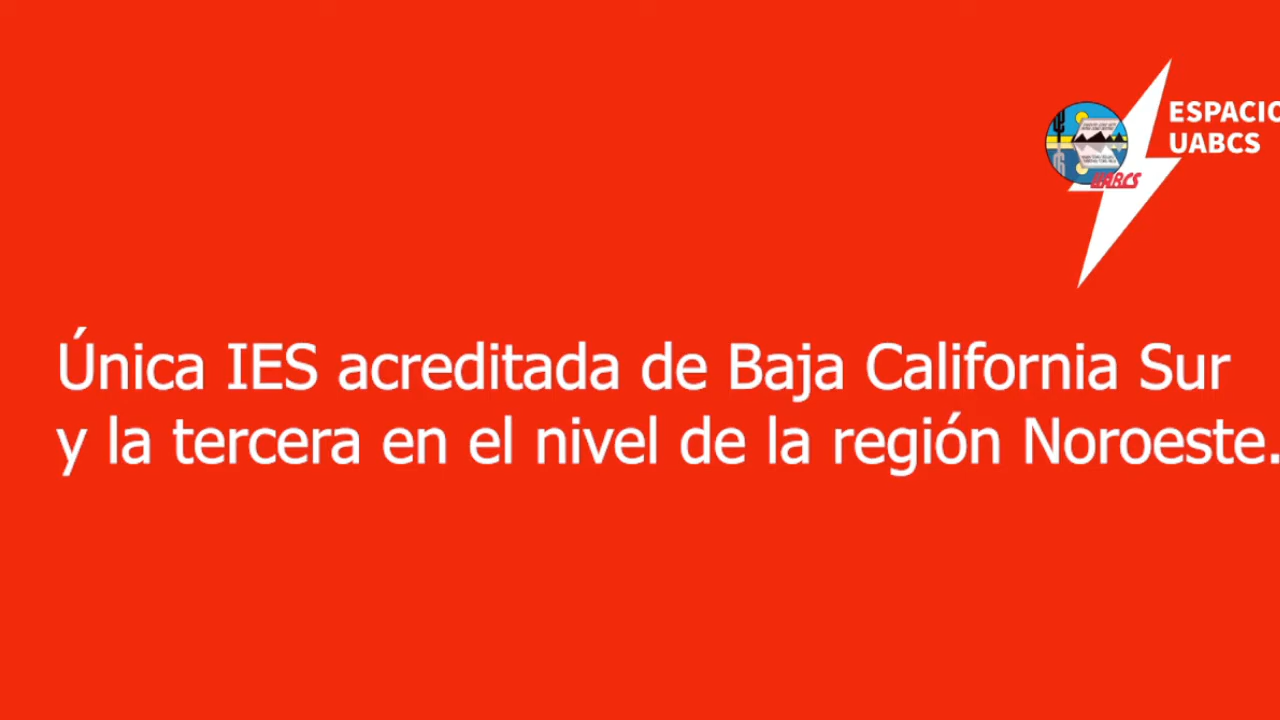 ESPACIO
UABCS
UABCS
Única IES acreditada de Baja California Sur
y la tercera en el nivel de la región Noroeste.